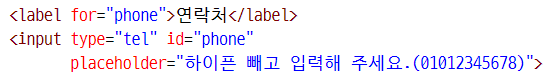 <label for="phone">연락처</label>
<input type="tel" id="phone"
placeholder="하이픈 빼고 입력해 주세요.(01012345678)">